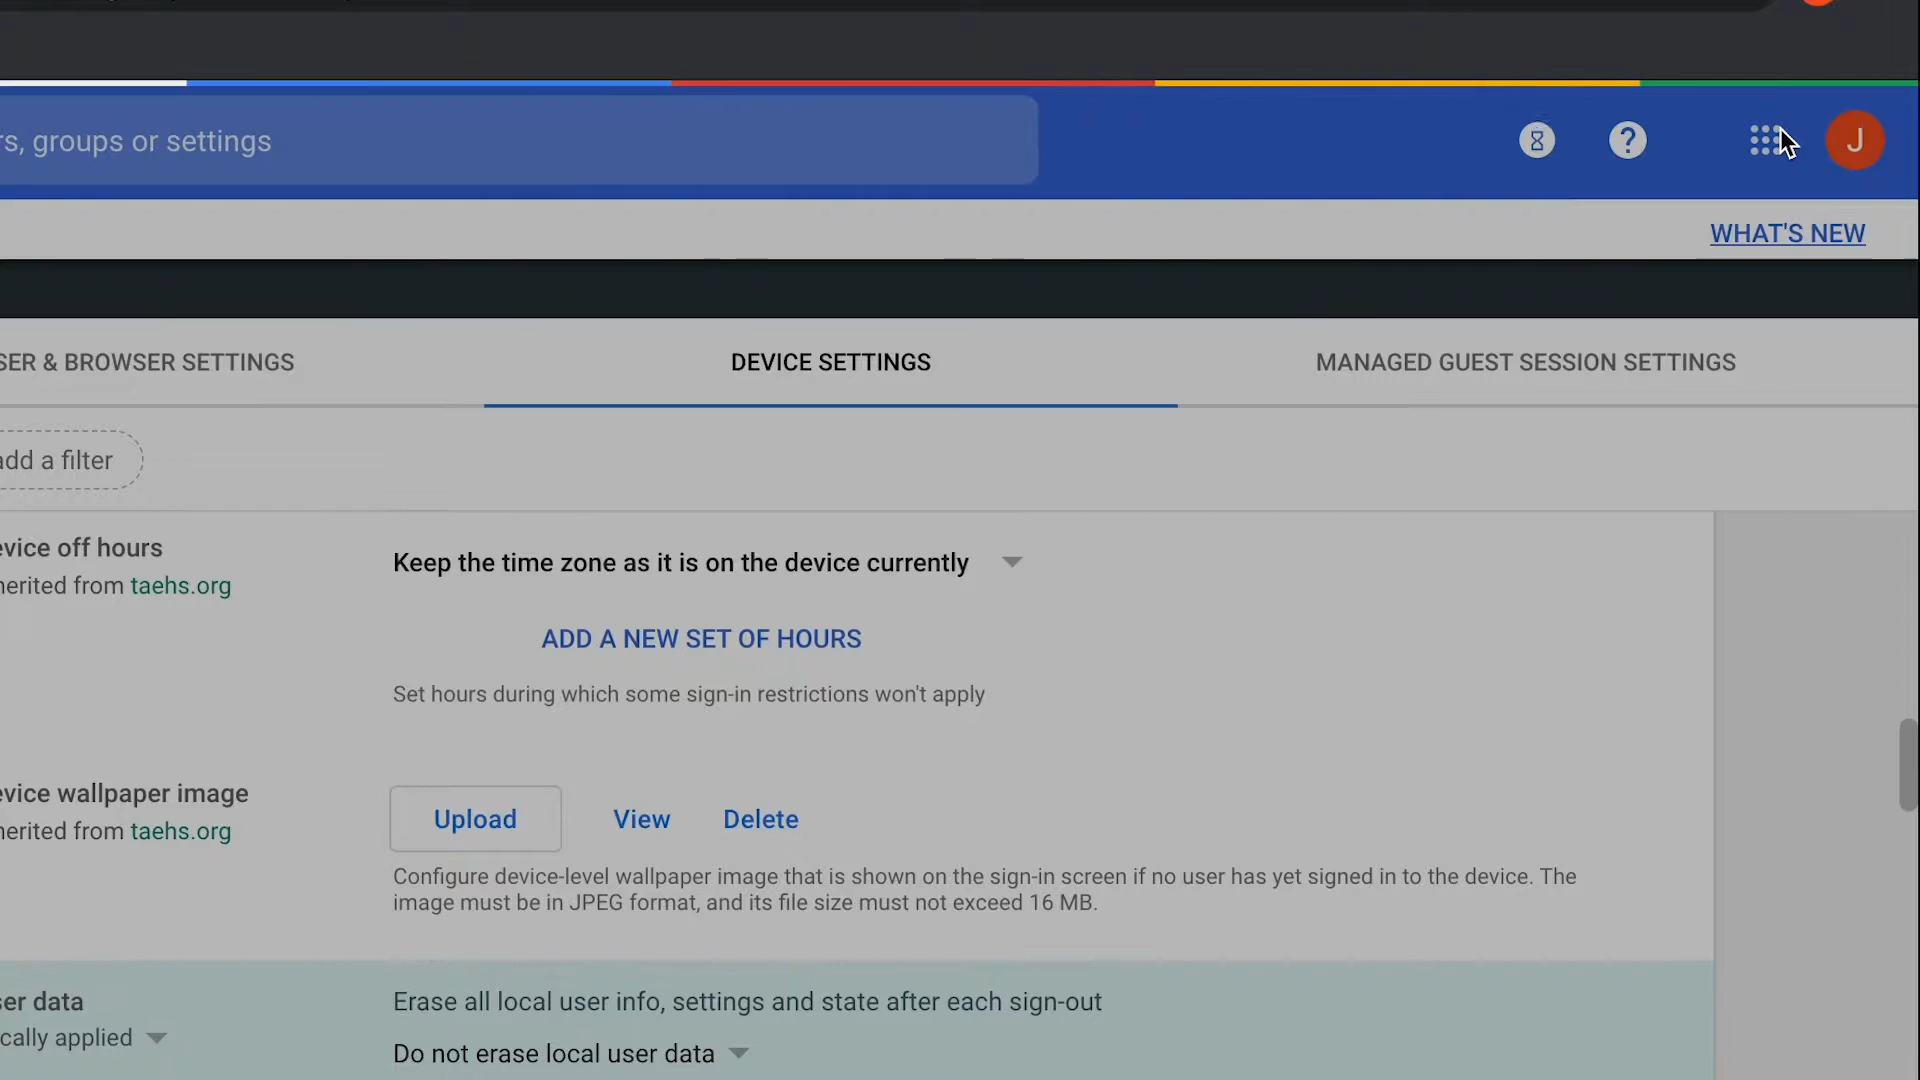 rs, groups or settings
?
J
WHAT'S NEW
SER & BROWSER SETTINGS
DEVICE SETTINGS
MANAGED GUEST SESSION SETTINGS
add a filter
evice off hours
herited from taehs.org
Keep the time zone as it is on the device currently
ADD A NEW SET OF HOURS
Set hours during which some sign-in restrictions won't apply
evice wallpaper image
herited from taehs.org
Upload
View
Delete
Configure device-level wallpaper image that is shown on the sign-in screen if no user has yet signed in to the device. The
image must be in JPEG format, and its file size must not exceed 16 MB.
ser data
cally applied
Erase all local user info, settings and state after each sign-out
Do not erase local user data